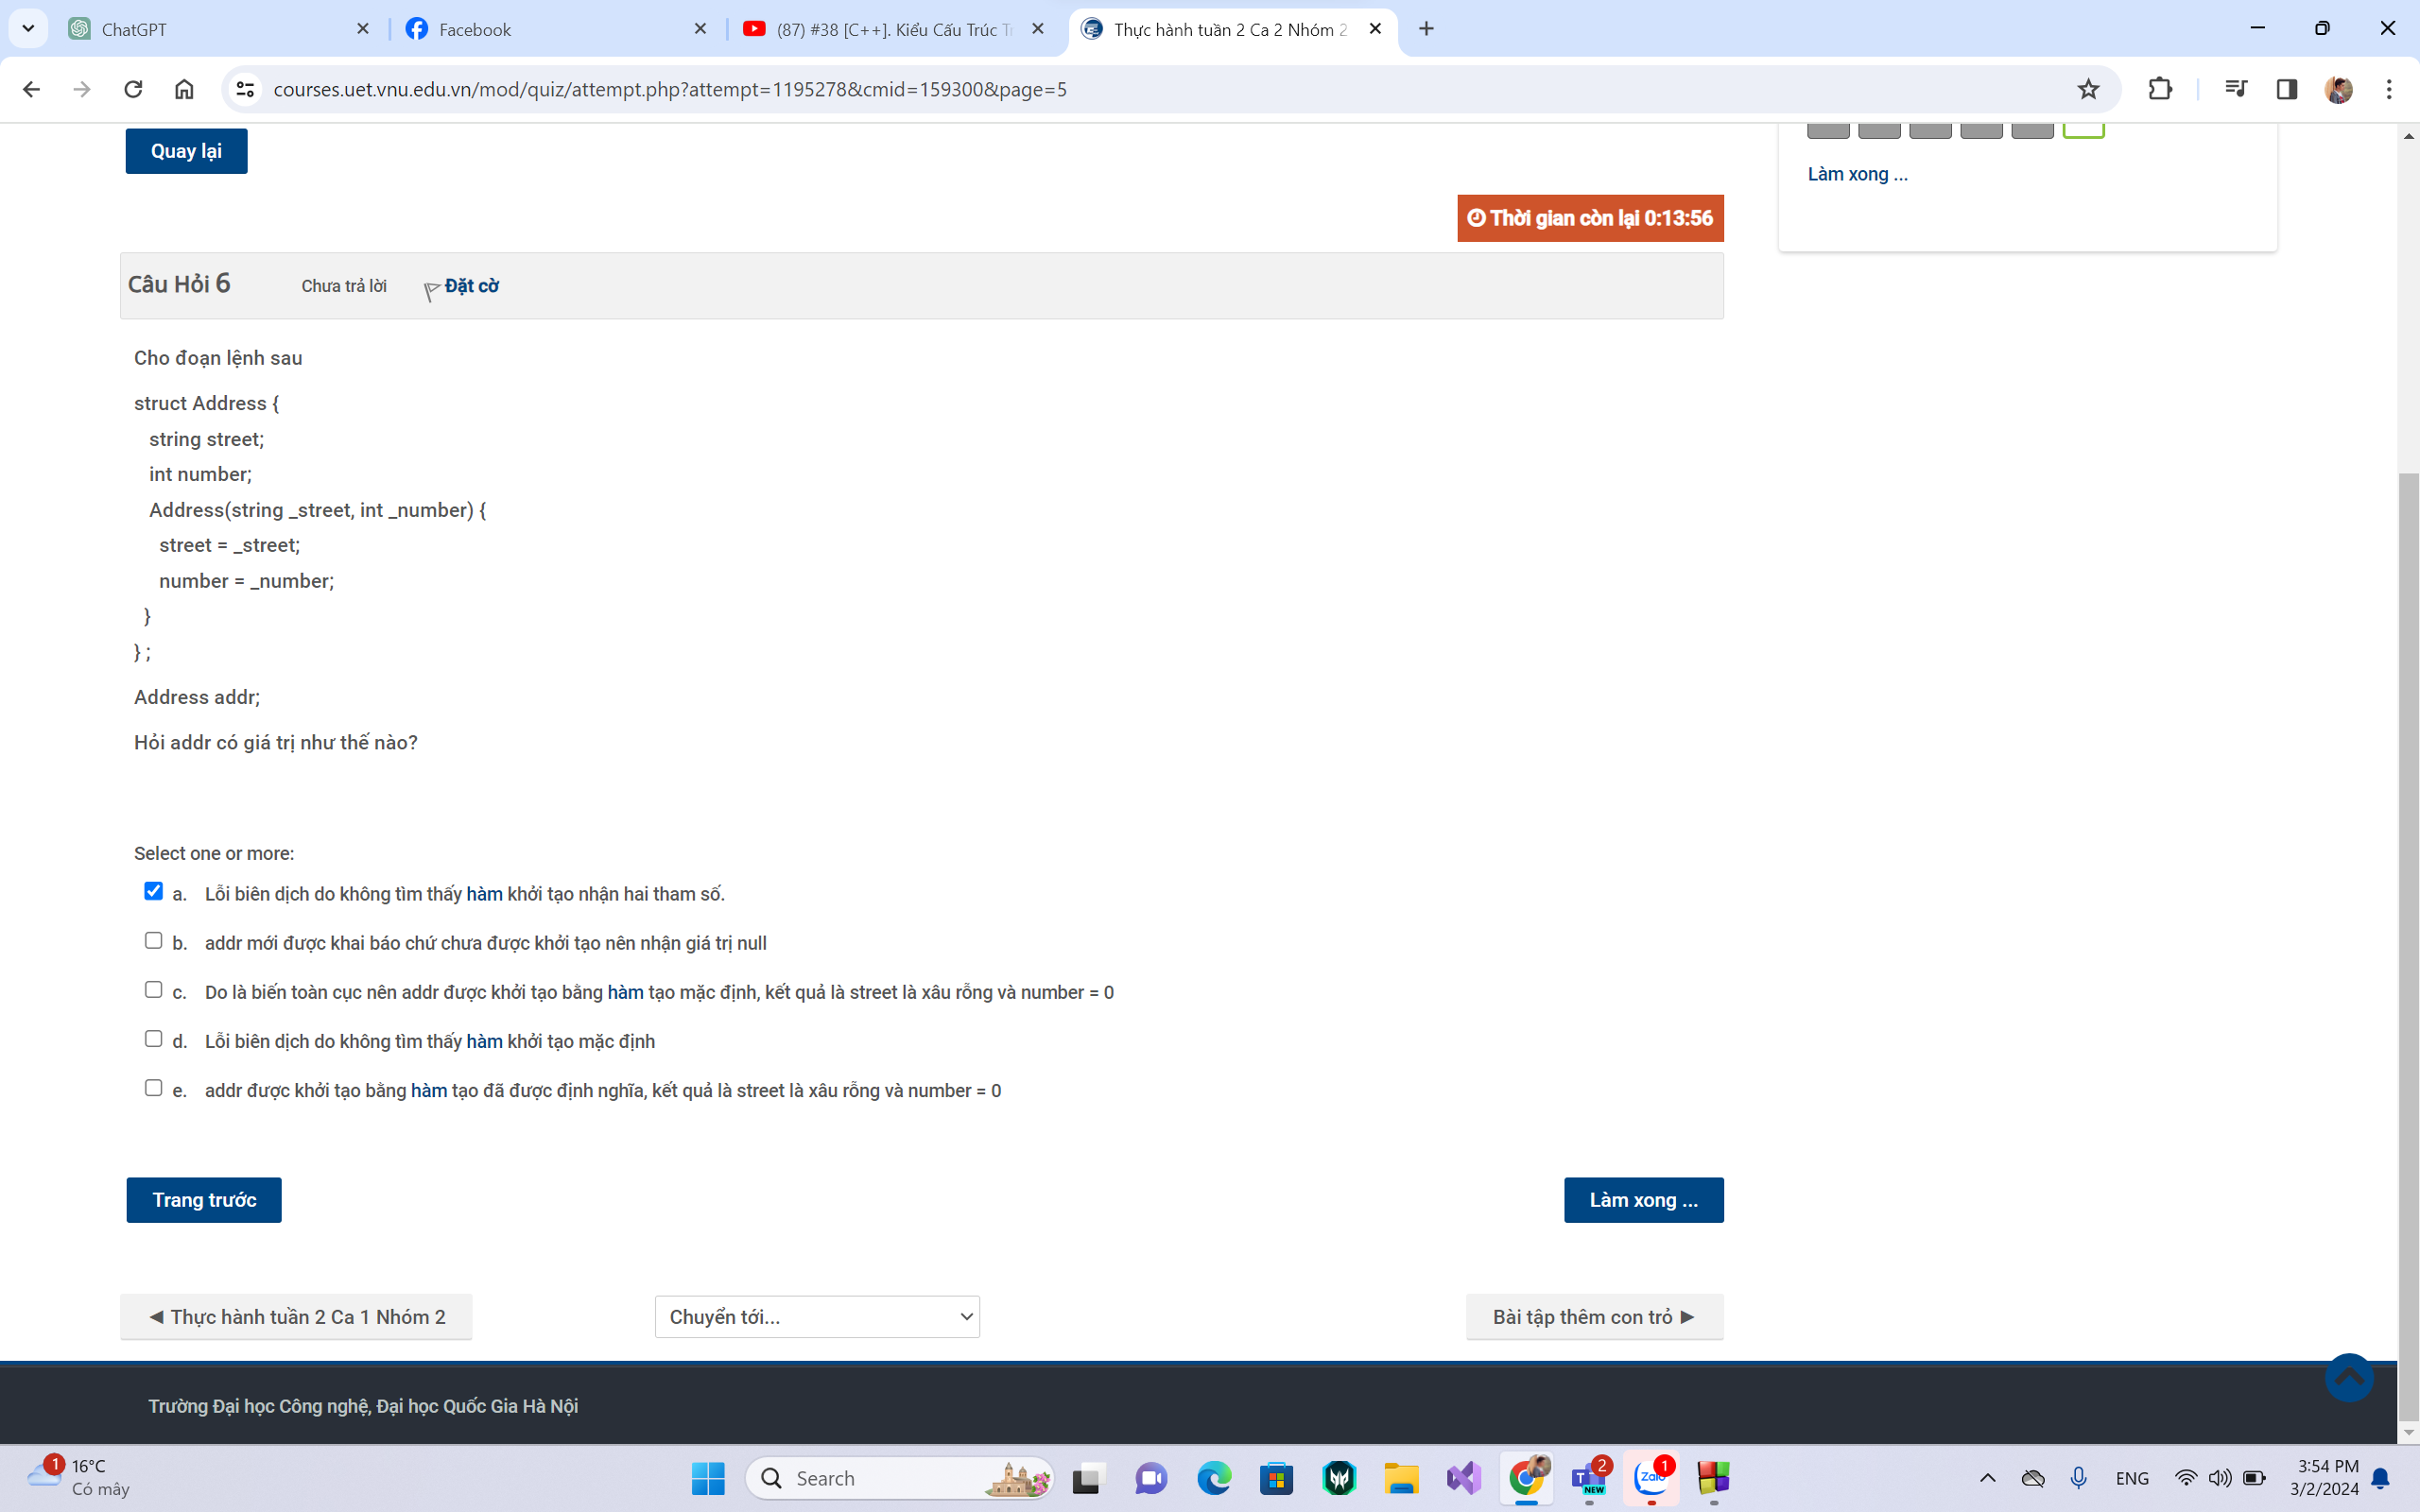 ChatGPT
Facebook
(87) #38 [C++]. Kiểu Cấu Trúc
Thực hành tuần 2 Ca 2 Nhóm 2
courses.uet.vnu.edu.vn/mod/quiz/attempt.php?attempt=1195278&cmid=159300&page=5
Quay lại
Làm xong ...
Thời gian còn lại 0:13:56
Câu Hỏi 6
Chưa trả lời
Đặt cờ
Cho đoạn lệnh sau
struct Address {
string street;
int number;
Address(string _street, int _number) {
street = _street;
number = _number;
}
} ;
Address addr;
Hỏi addr có giá trị như thế nào?
Select one or more:
a. Lỗi biên dịch do không tìm thấy hàm khởi tạo nhận hai tham số.
b. addr mới được khai báo chứ chưa được khởi tạo nên nhận giá trị null
c. Do là biến toàn cục nên addr được khởi tạo bằng hàm tạo mặc định, kết quả là street là xâu rỗng và number = 0
d. Lỗi biên dịch do không tìm thấy hàm khởi tạo mặc định
e. addr được khởi tạo bằng hàm tạo đã được định nghĩa, kết quả là street là xâu rỗng và number = 0
Trang trước
Làm xong ...
◄ Thực hành tuần 2 Ca 1 Nhóm 2
Chuyển tới...
Bài tập thêm con trỏ ►
Trường Đại học Công nghệ, Đại học Quốc Gia Hà Nội
1
16°C
Có mây
Search
2
NEW
Zalo
1
ENG
3:54 PM
3/2/2024